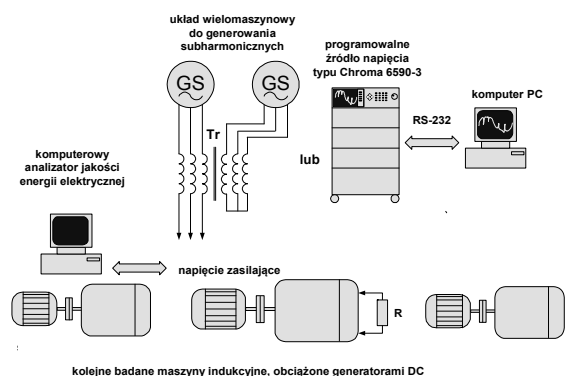 układ wielomaszynowy
do generowania
subharmonicznych
programowalne
źródło napięcia
typu Chroma 6590-3
komputer PC
GS
GS
Tr
RS-232
lub
komputerowy
analizator jakości
energii elektrycznej
napięcie zasilające
R
kolejne badane maszyny indukcyjne, obciążone generatorami DC